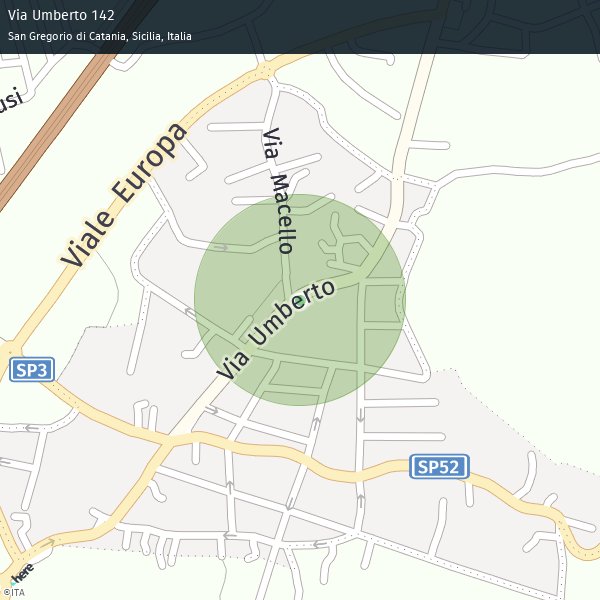 Via Umberto 142
San Gregorio di Catania, Sicilia, Italia
usi
Viale Europa
Via Macello
Via Umberto
SP3
SP52
here
©ITA